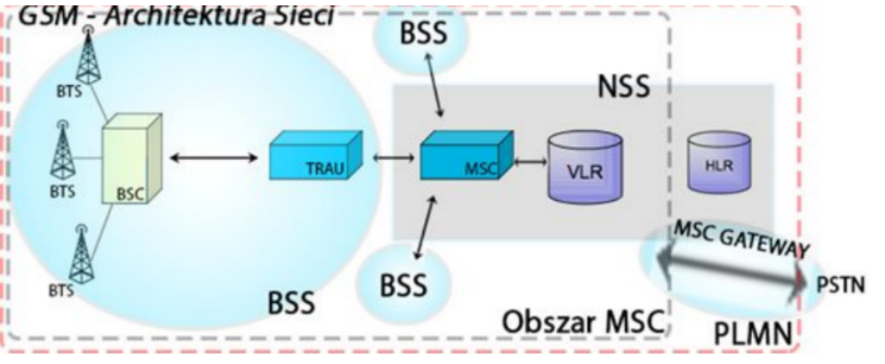 GSM - Architektura Sieci
BSS
BTS
NSS
BTS
BSC
TRAU
MSC
VLR
HLR
BTS
BSS
BSS
MSC GATEWAY
PSTN
Obszar MSC
PLMN